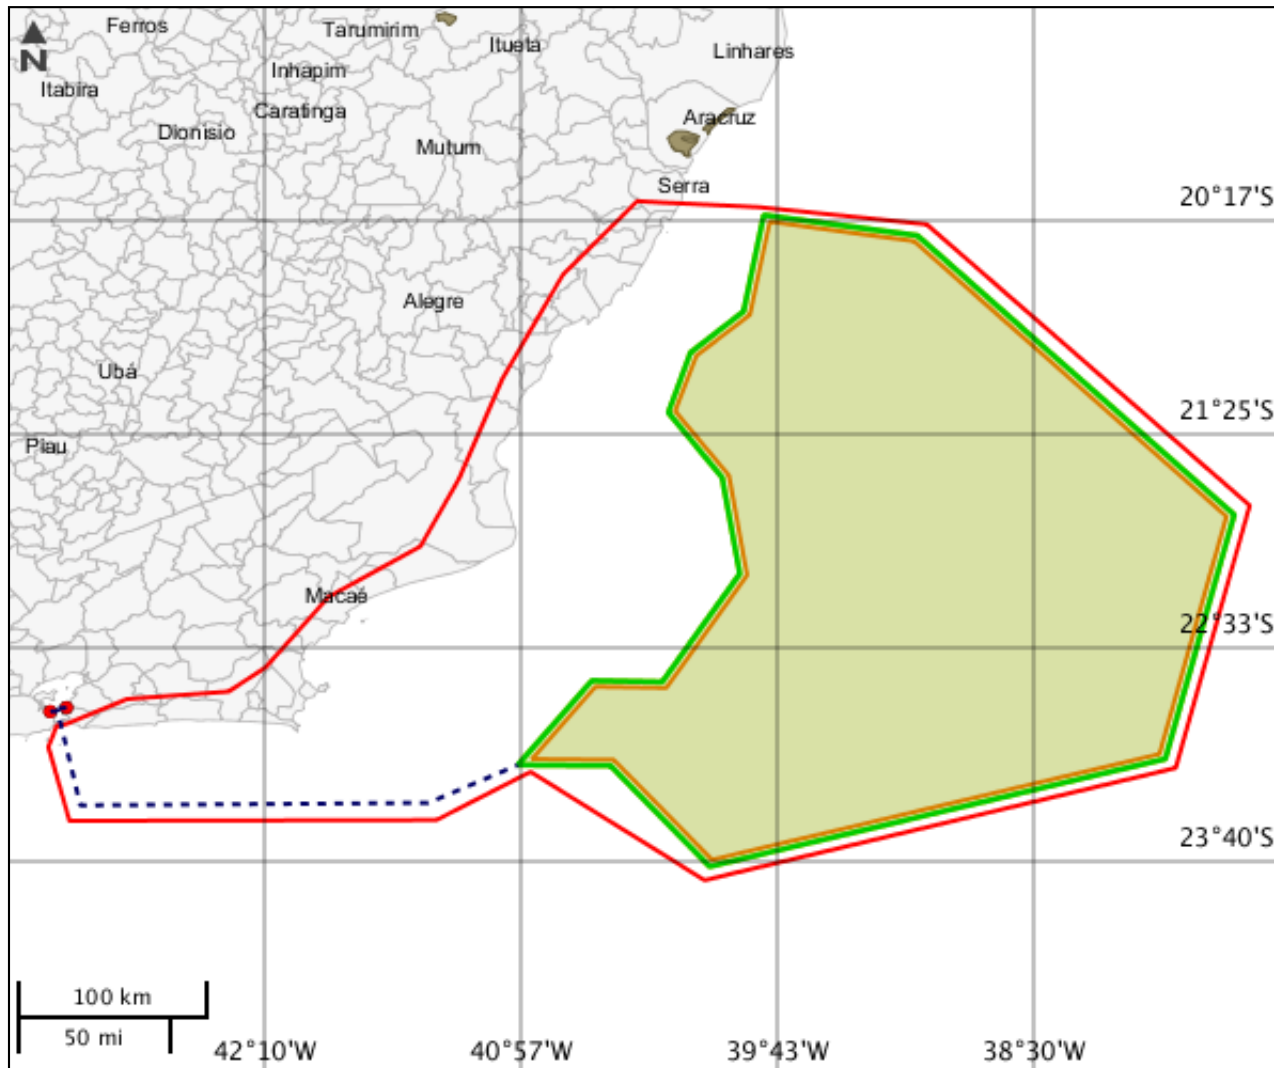 Ferros
Tarumirim
Itueta
Linhares
N
Inhapim
Itabira
Caratinga
Aracruz
Dionísio
Mutum
Serra
20°17'S
Alegre
Ubá
21°25'S
Piau
Macaé
22°33'S
23°40'S
100 km
50 mi
42°10'W
40°57'W
39°43'W
38°30'W